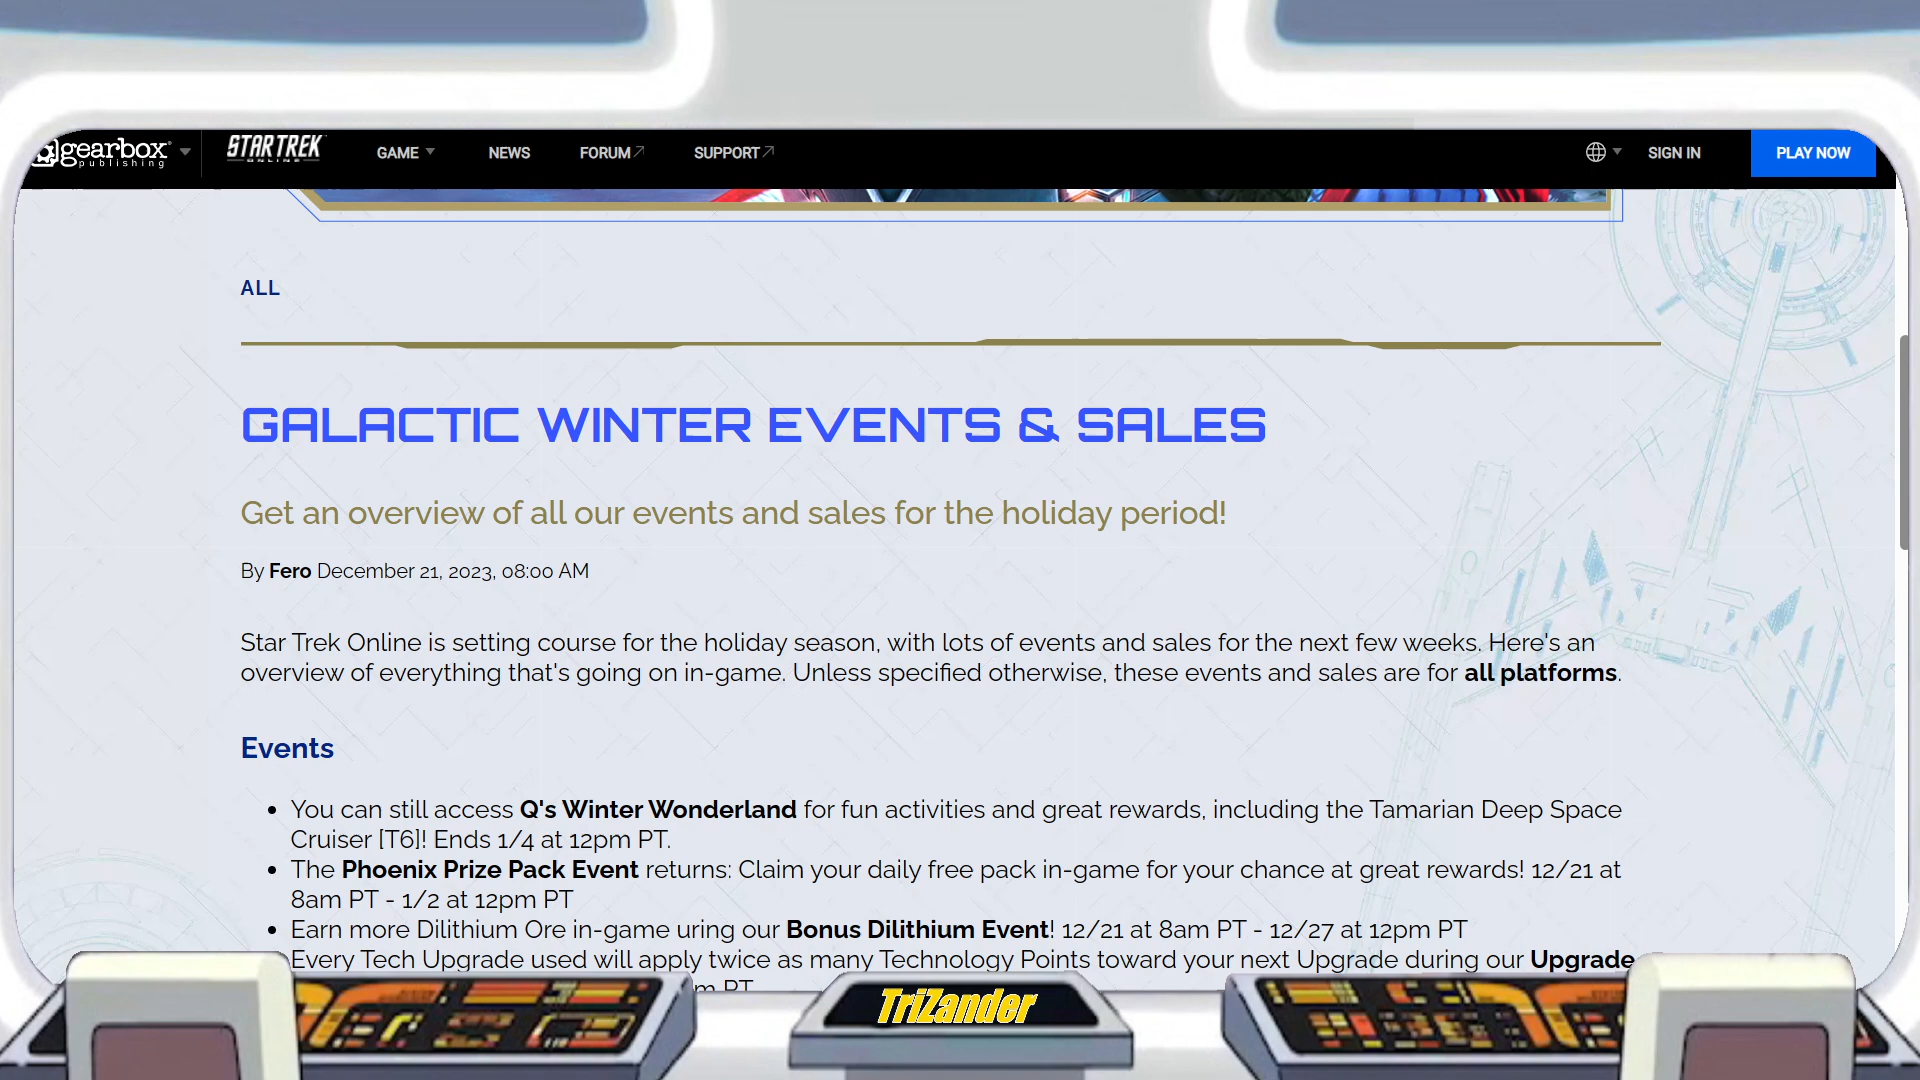 gearbox publishing
STAR TREK ONLINE
GAME NEWS FORUM SUPPORT SIGN IN PLAY NOW
ALL
GALACTIC WINTER EVENTS & SALES
Get an overview of all our events and sales for the holiday period!
By Fero December 21, 2023, 08:00 AM
Star Trek Online is setting course for the holiday season, with lots of events and sales for the next few weeks. Here's an
overview of everything that's going on in-game. Unless specified otherwise, these events and sales are for all platforms.
Events
• You can still access Q's Winter Wonderland for fun activities and great rewards, including the Tamarian Deep Space
Cruiser [T6]! Ends 1/4 at 12pm PT.
• The Phoenix Prize Pack Event returns: Claim your daily free pack in-game for your chance at great rewards! 12/21 at
8am PT - 1/2 at 12pm PT
• Earn more Dilithium Ore in-game uring our Bonus Dilithium Event! 12/21 at 8am PT - 12/27 at 12pm PT
Every Tech Upgrade used will apply twice as many Technology Points toward your next Upgrade during our Upgrade
PT
TriZander